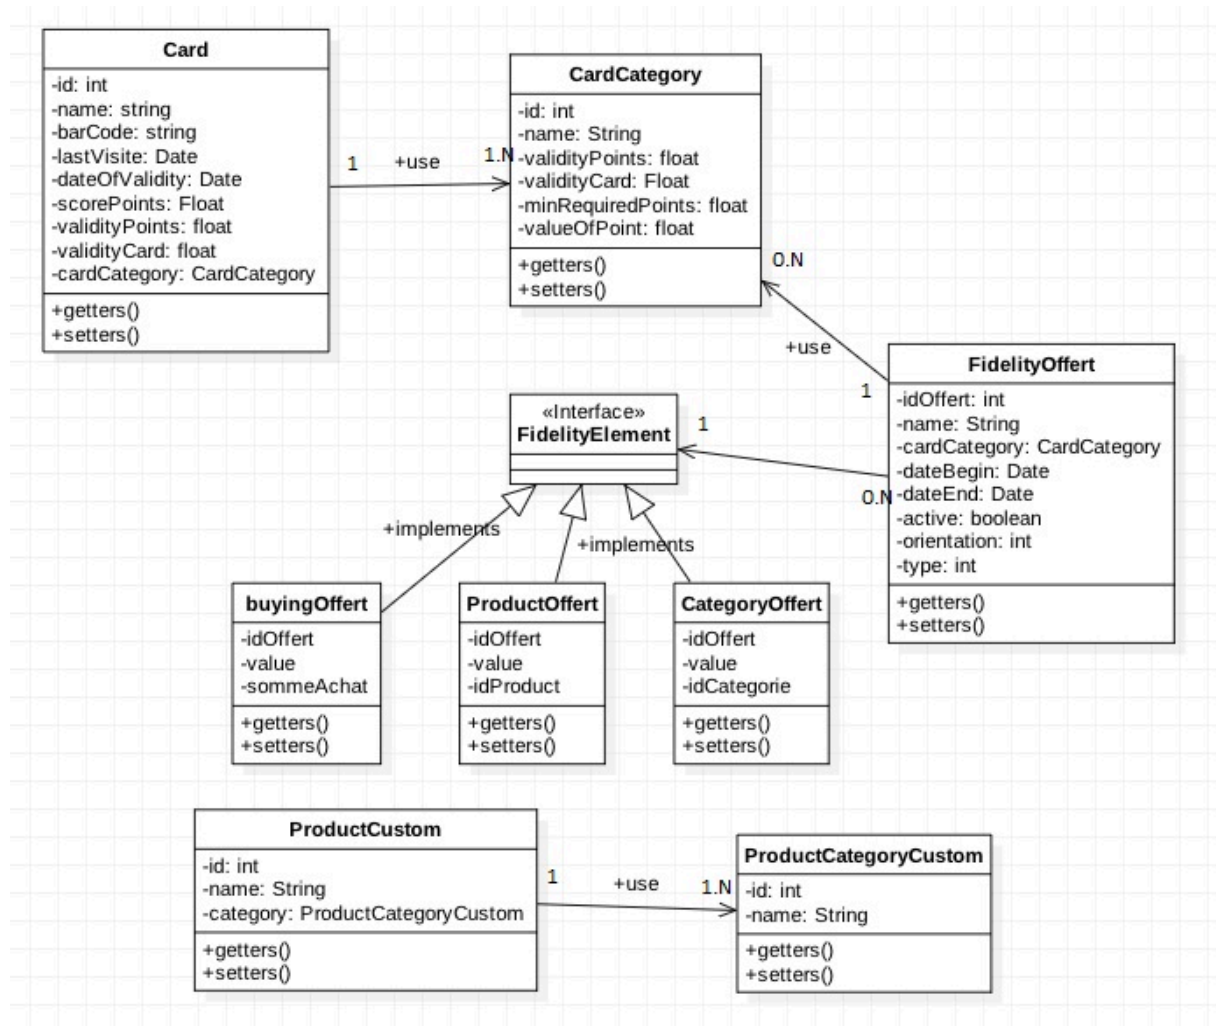 Card
-id: int
-name: string
-barCode: string
-lastVisite: Date
-dateOfValidity: Date
-scorePoints: Float
-validityPoints: float
-validityCard: float
-cardCategory: CardCategory
+getters()
+setters()
1
+use
1.N
CardCategory
-id: int
-name: String
-validityPoints: float
-validityCard: Float
-minRequiredPoints: float
-valueOfPoint: float
+getters()
+setters()
0.N
+use
1
FidelityOffert
-idOffert: int
-name: String
-cardCategory: CardCategory
-dateBegin: Date
-dateEnd: Date
-active: boolean
-orientation: int
-type: int
+getters()
+setters()
«Interface»
FidelityElement
1
0.N
+implements
+implements
buyingOffert
-idOffert
-value
-sommeAchat
+getters()
+setters()
ProductOffert
-idOffert
-value
-idProduct
+getters()
+setters()
CategoryOffert
-idOffert
-value
-idCategorie
+getters()
+setters()
ProductCustom
-id: int
-name: String
-category: ProductCategoryCustom
+getters()
+setters()
1
+use
1.N
ProductCategoryCustom
-id: int
-name: String
+getters()
+setters()